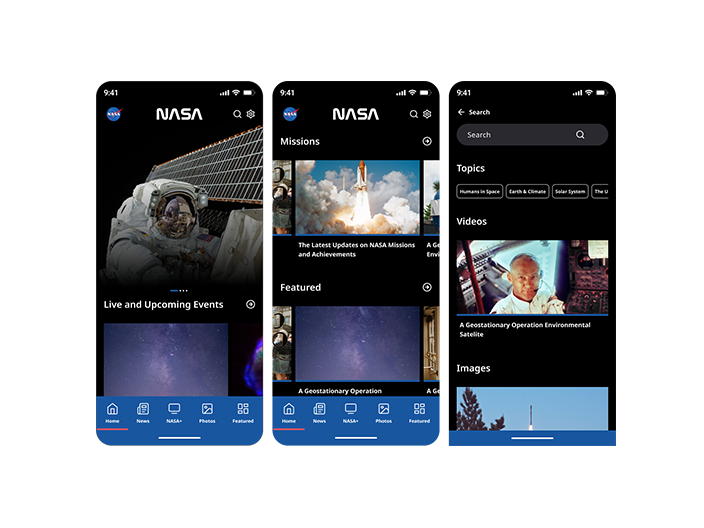 9:41
NASA
NASA
Live and Upcoming Events
Home
News
NASA+
Photos
Featured
9:41
NASA
NASA
Missions
The Latest Updates on NASA Missions
and Achievements
A Ge
Envi
Featured
A Geostationary Operation
A Ge
Home
News
NASA+
Photos
Featured
9:41
Search
Search
Topics
Humans in Space
Earth & Climate
Solar System
The U
Videos
A Geostationary Operation Environmental
Satelite
Images